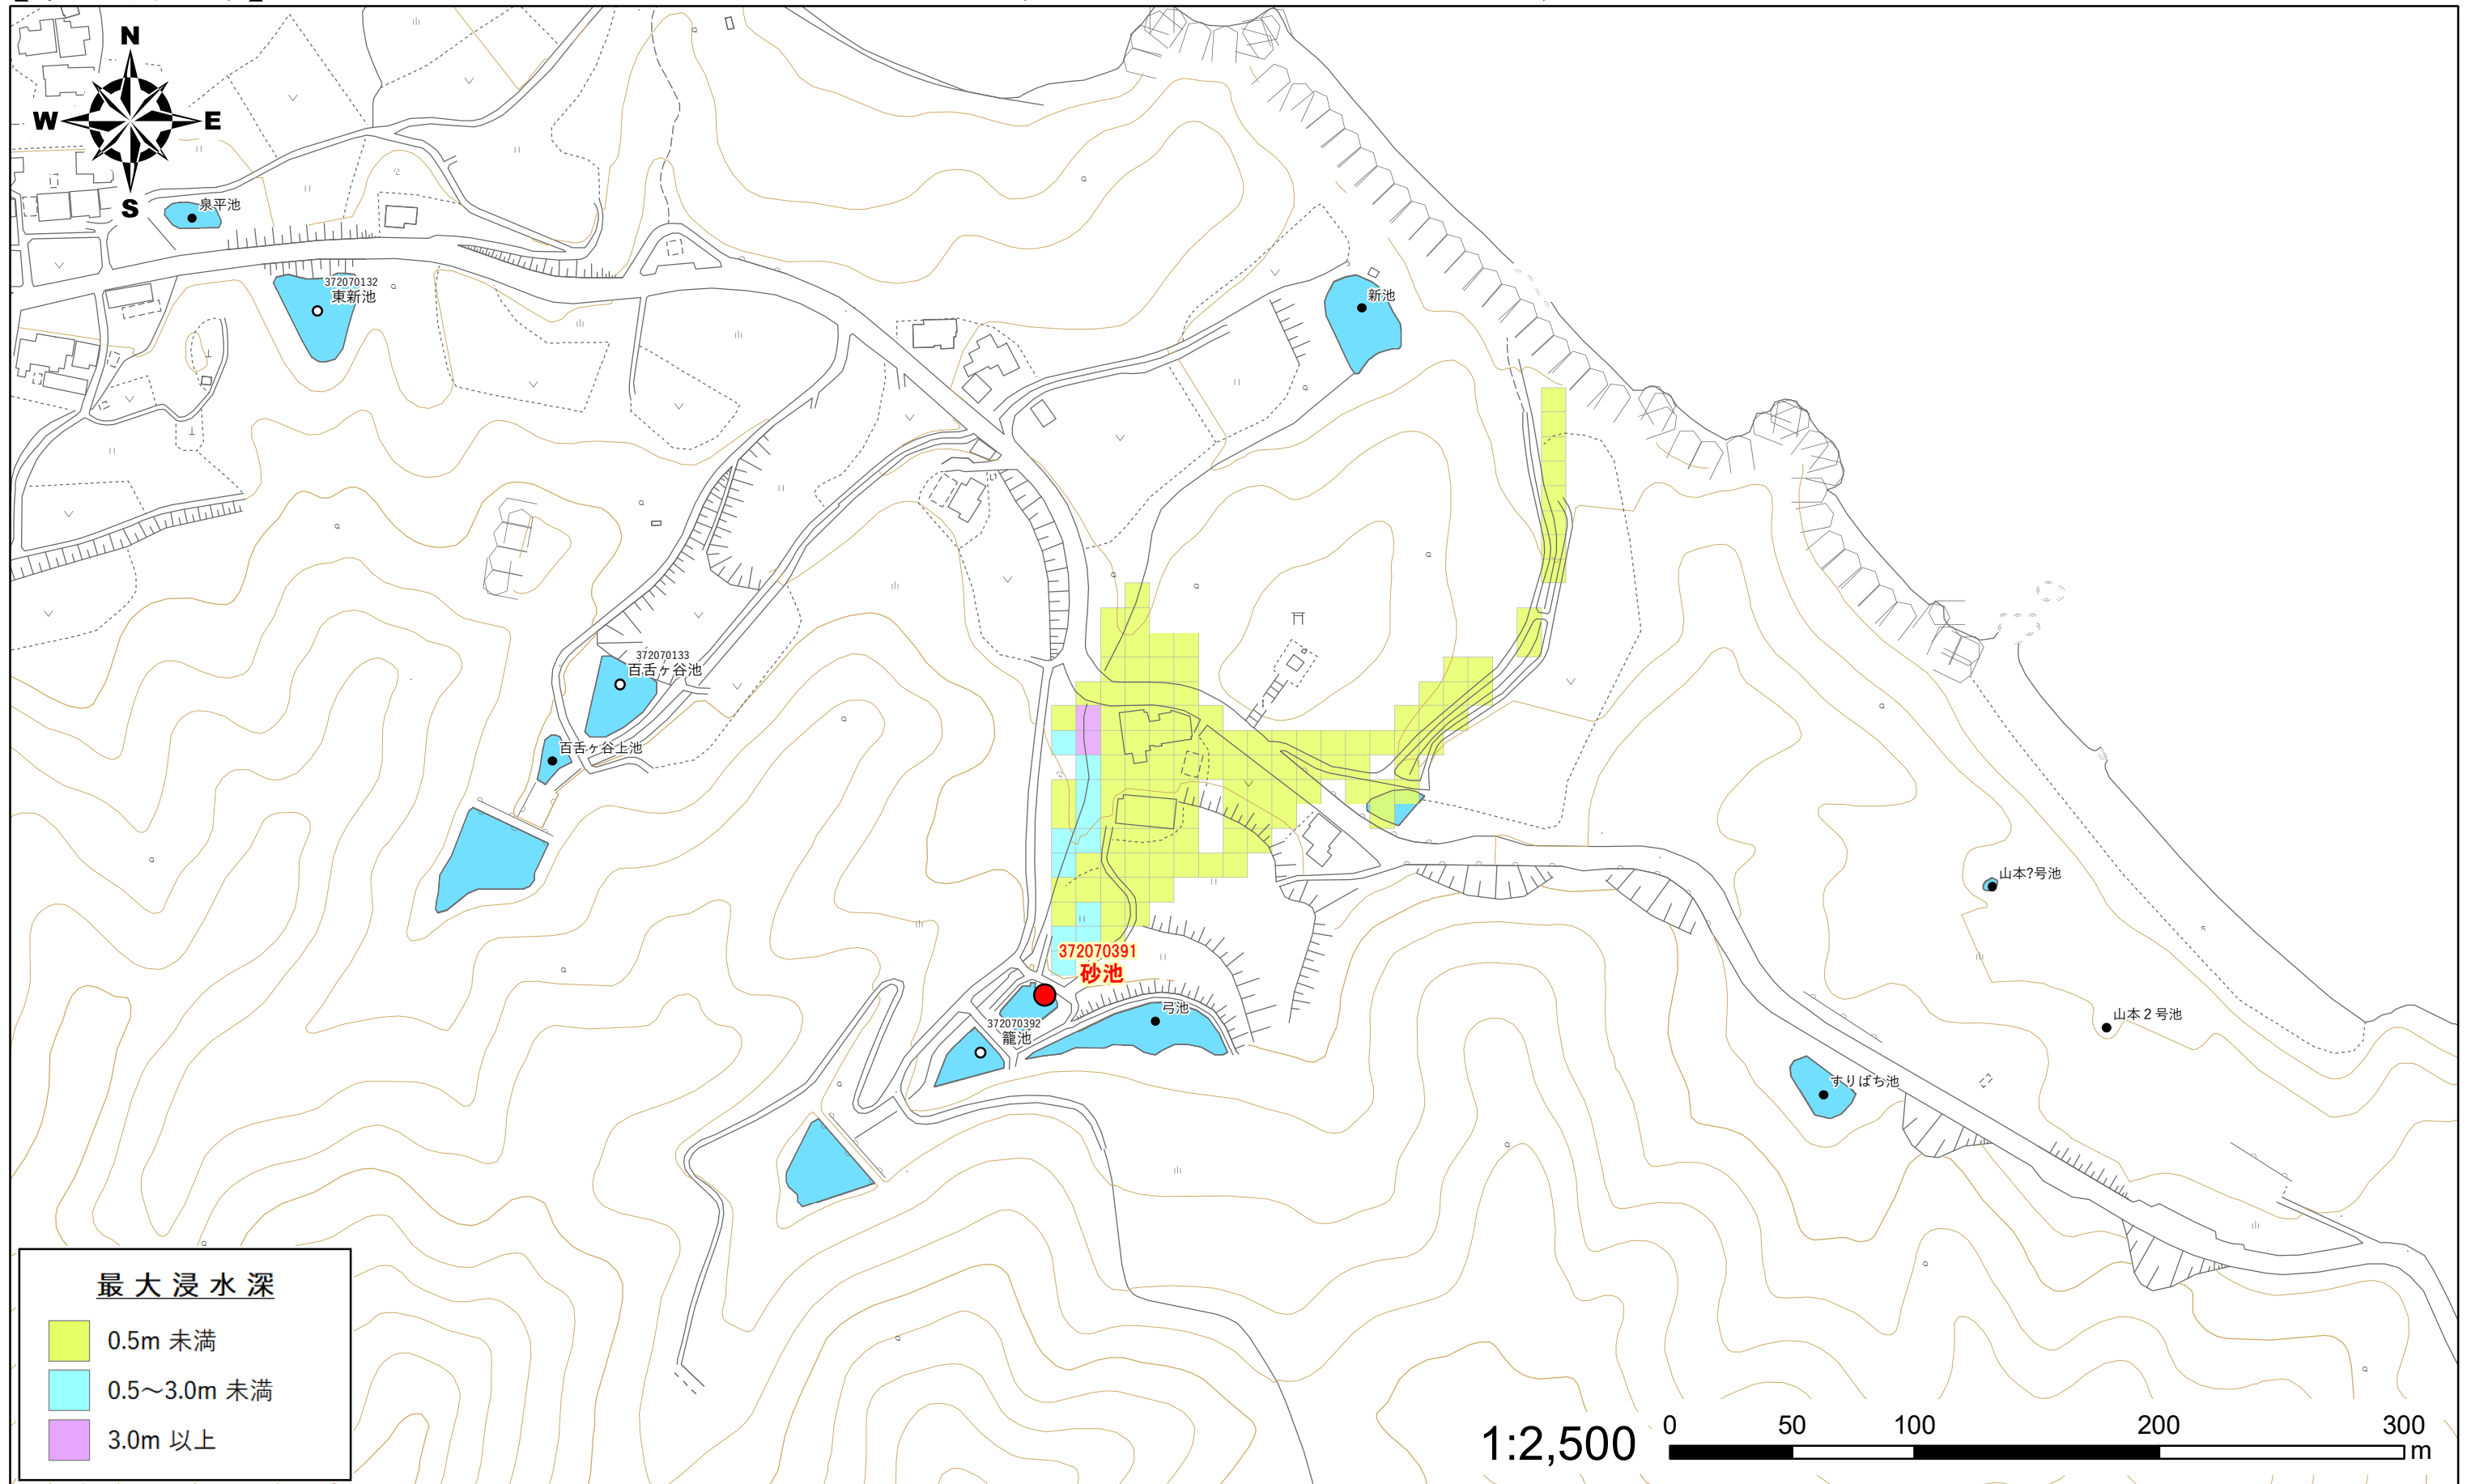 N
W
E
S
泉平池
372070132
東新池
新池
372070133
百舌ヶ谷池
百舌ヶ谷上池
山本?号池
372070391
砂池
弓池
372070392
籠池
山本2号池
すりばち池
最大浸水深
0.5m 未満
0.5～3.0m 未満
3.0m 以上
1:2,500
0 50 100 200 300
m